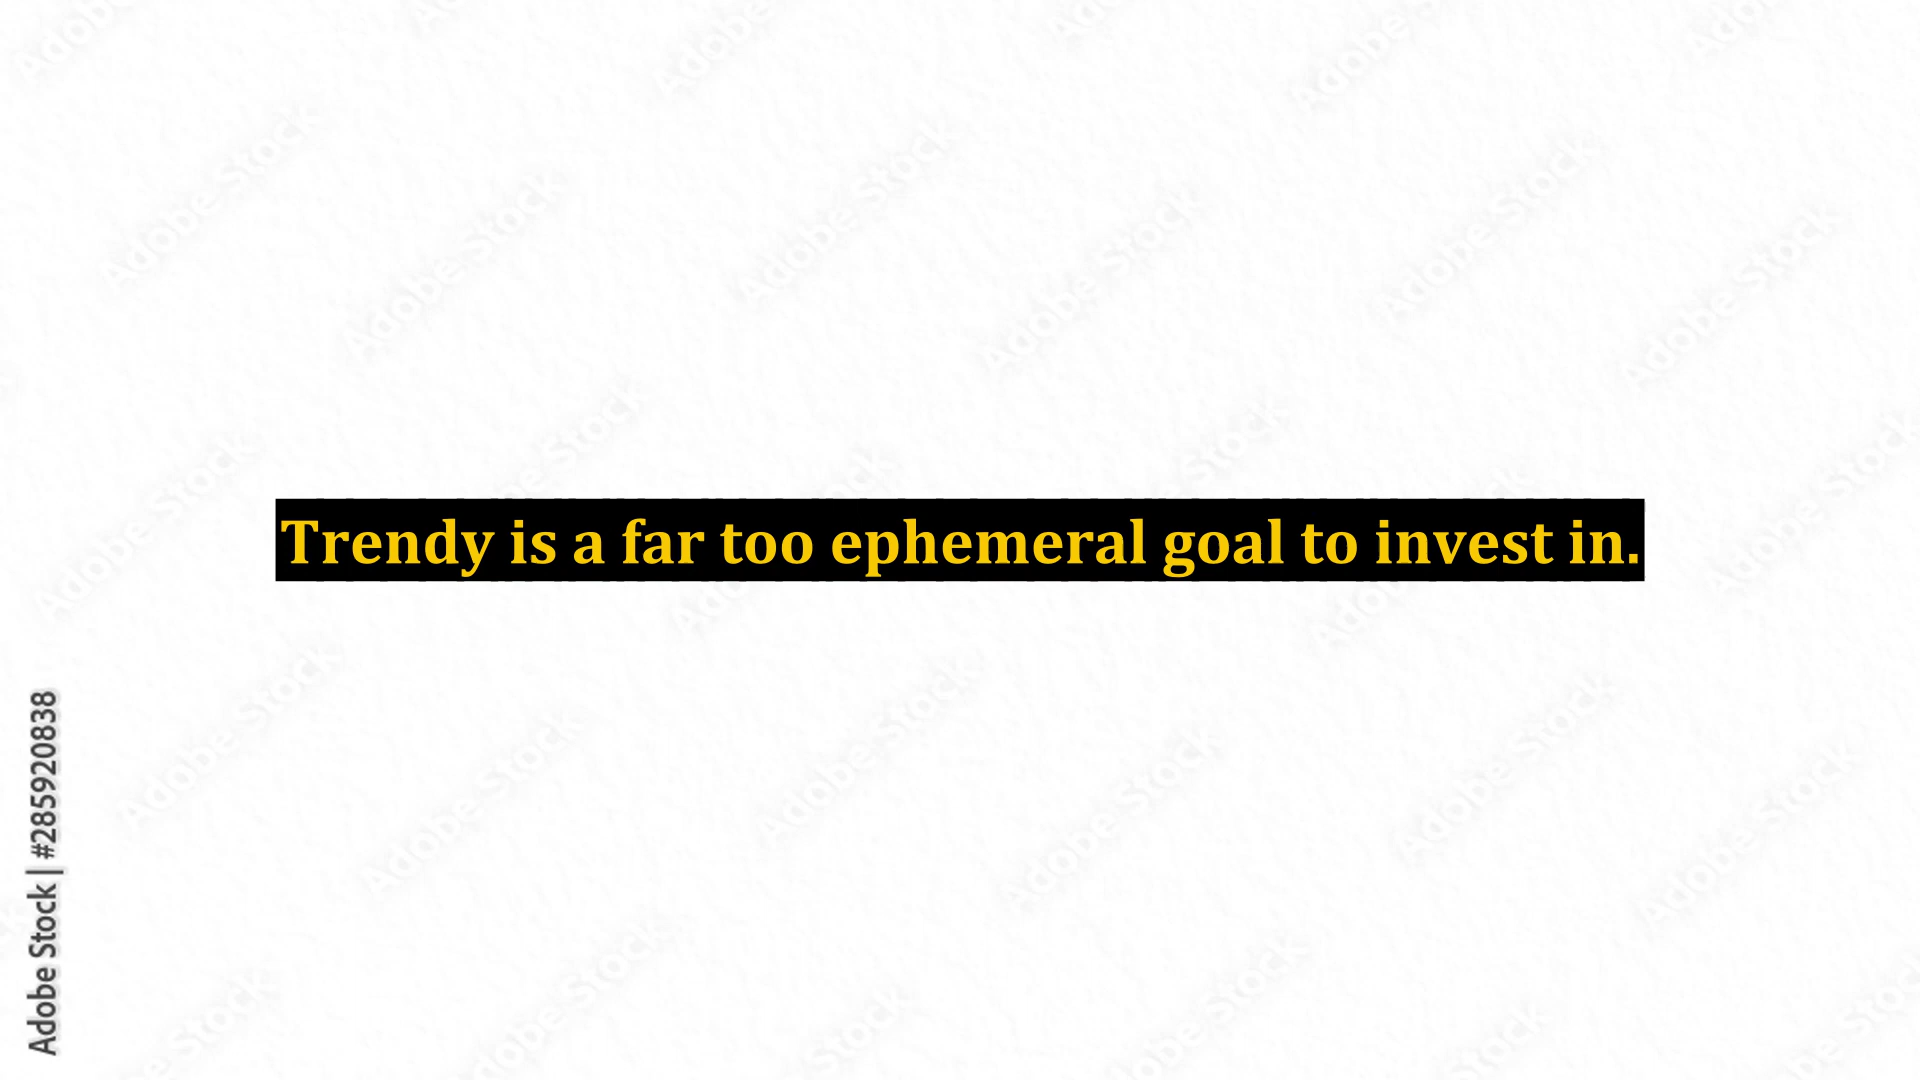 Trendy is a far too ephemeral goal to invest in.
Adobe Stock | #285920838